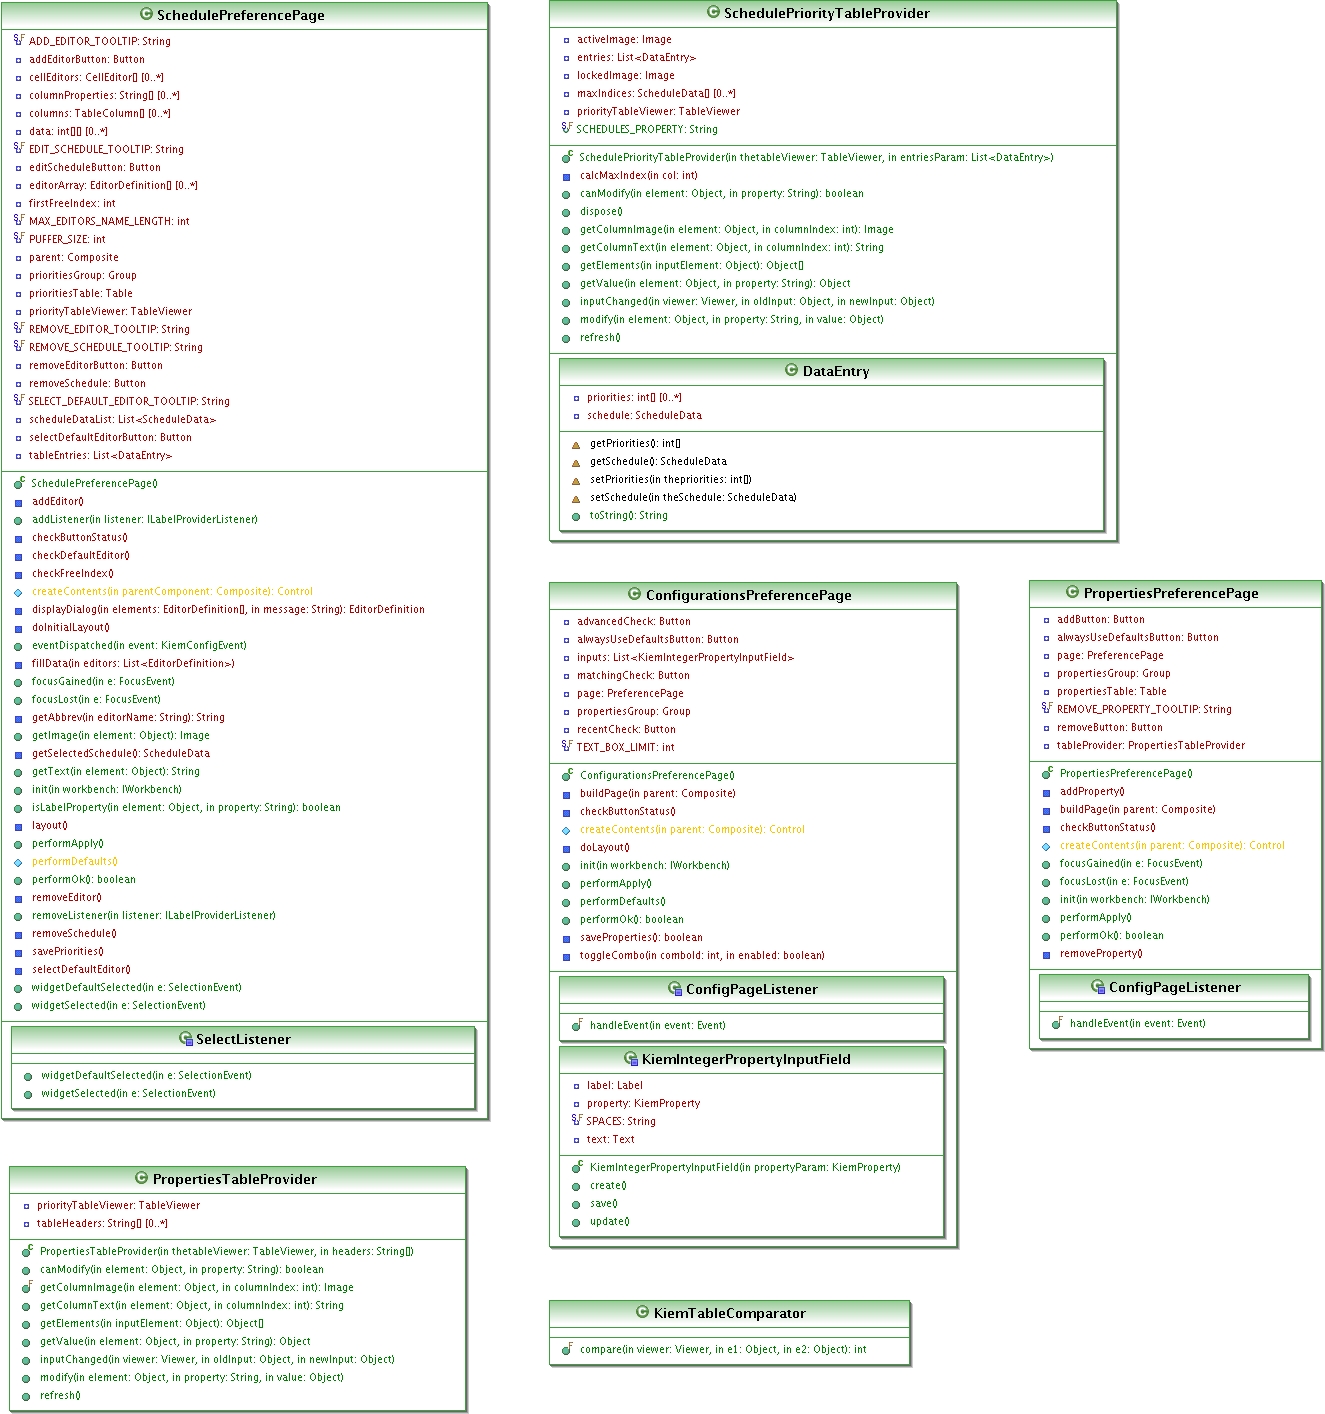 SchedulePreferencePage
ADD_EDITOR_TOOLTIP: String
addEditorButton: Button
cellEditors: CellEditor[] [0..*]
columnProperties: String[] [0..*]
columns: TableColumn[] [0..*]
data: int[][] [0..*]
EDIT_SCHEDULE_TOOLTIP: String
editScheduleButton: Button
editorArray: EditorDefinition[] [0..*]
firstFreeIndex: int
MAX_EDITORS_NAME_LENGTH: int
PUFFER_SIZE: int
parent: Composite
prioritiesGroup: Group
prioritiesTable: Table
priorityTableViewer: TableViewer
REMOVE_EDITOR_TOOLTIP: String
REMOVE_SCHEDULE_TOOLTIP: String
removeEditorButton: Button
removeSchedule: Button
SELECT_DEFAULT_EDITOR_TOOLTIP: String
scheduleDataList: List<ScheduleData>
selectDefaultEditorButton: Button
tableEntries: List<DataEntry>
SchedulePreferencePage()
addEditor()
addListener(in listener: ILabelProviderListener)
checkButtonStatus()
checkDefaultEditor()
checkFreeIndex()
createContents(in parentComponent: Composite): Control
displayDialog(in elements: EditorDefinition[], in message: String): EditorDefinition
doInitialLayout()
eventDispatched(in event: KiemConfigEvent)
fillData(in editors: List<EditorDefinition>)
focusGained(in e: FocusEvent)
focusLost(in e: FocusEvent)
getAbbrev(in editorName: String): String
getImage(in element: Object): Image
getSelectedSchedule(): ScheduleData
getText(in element: Object): String
init(in workbench: IWorkbench)
isLabelProperty(in element: Object, in property: String): boolean
layout()
performApply()
performDefaults()
performOk(): boolean
removeEditor()
removeListener(in listener: ILabelProviderListener)
removeSchedule()
savePriorities()
selectDefaultEditor()
widgetDefaultSelected(in e: SelectionEvent)
widgetSelected(in e: SelectionEvent)
SelectListener
widgetDefaultSelected(in e: SelectionEvent)
widgetSelected(in e: SelectionEvent)
PropertiesTableProvider
priorityTableViewer: TableViewer
tableHeaders: String[] [0..*]
PropertiesTableProvider(in thetableViewer: TableViewer, in headers: String[])
canModify(in element: Object, in property: String): boolean
getColumnImage(in element: Object, in columnIndex: int): Image
getColumnText(in element: Object, in columnIndex: int): String
getElements(in inputElement: Object): Object[]
getValue(in element: Object, in property: String): Object
inputChanged(in viewer: Viewer, in oldInput: Object, in newInput: Object)
modify(in element: Object, in property: String, in value: Object)
refresh()
SchedulePriorityTableProvider
activeImage: Image
entries: List<DataEntry>
lockedImage: Image
maxIndices: ScheduleData[] [0..*]
priorityTableViewer: TableViewer
SCHEDULES_PROPERTY: String
SchedulePriorityTableProvider(in thetableViewer: TableViewer, in entriesParam: List<DataEntry>)
calcMaxIndex(in col: int)
canModify(in element: Object, in property: String): boolean
dispose()
getColumnImage(in element: Object, in columnIndex: int): Image
getColumnText(in element: Object, in columnIndex: int): String
getElements(in inputElement: Object): Object[]
getValue(in element: Object, in property: String): Object
inputChanged(in viewer: Viewer, in oldInput: Object, in newInput: Object)
modify(in element: Object, in property: String, in value: Object)
refresh()
DataEntry
priorities: int[] [0..*]
schedule: ScheduleData
getPriorities(): int[]
getSchedule(): ScheduleData
setPriorities(in thepriorities: int[])
setSchedule(in theSchedule: ScheduleData)
toString(): String
ConfigurationsPreferencePage
advancedCheck: Button
alwaysUseDefaultsButton: Button
inputs: List<KiemIntegerPropertyInputField>
matchingCheck: Button
page: PreferencePage
propertiesGroup: Group
recentCheck: Button
TEXT_BOX_LIMIT: int
ConfigurationsPreferencePage()
buildPage(in parent: Composite)
checkButtonStatus()
createContents(in parent: Composite): Control
doLayout()
init(in workbench: IWorkbench)
performApply()
performDefaults()
performOk(): boolean
saveProperties(): boolean
toggleCombo(in comboId: int, in enabled: boolean)
ConfigPageListener
handleEvent(in event: Event)
KiemIntegerPropertyInputField
label: Label
property: KiemProperty
SPACES: String
text: Text
KiemIntegerPropertyInputField(in propertyParam: KiemProperty)
create()
save()
update()
KiemTableComparator
compare(in viewer: Viewer, in e1: Object, in e2: Object): int
PropertiesPreferencePage
addButton: Button
alwaysUseDefaultsButton: Button
page: PreferencePage
propertiesGroup: Group
propertiesTable: Table
REMOVE_PROPERTY_TOOLTIP: String
removeButton: Button
tableProvider: PropertiesTableProvider
PropertiesPreferencePage()
addProperty()
buildPage(in parent: Composite)
checkButtonStatus()
createContents(in parent: Composite): Control
focusGained(in e: FocusEvent)
focusLost(in e: FocusEvent)
init(in workbench: IWorkbench)
performApply()
performOk(): boolean
removeProperty()
ConfigPageListener
handleEvent(in event: Event)